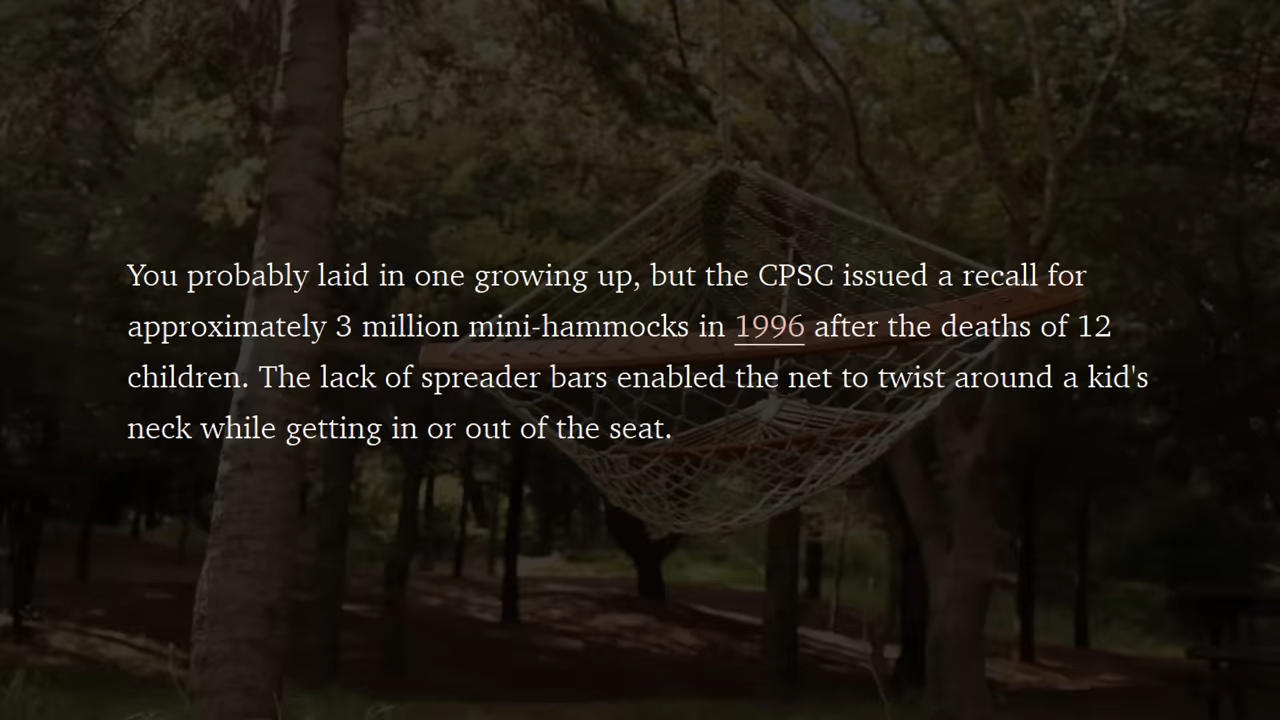 You probably laid in one growing up, but the CPSC issued a recall for
approximately 3 million mini-hammocks in 1996 after the deaths of 12
children. The lack of spreader bars enabled the net to twist around a kid's
neck while getting in or out of the seat.